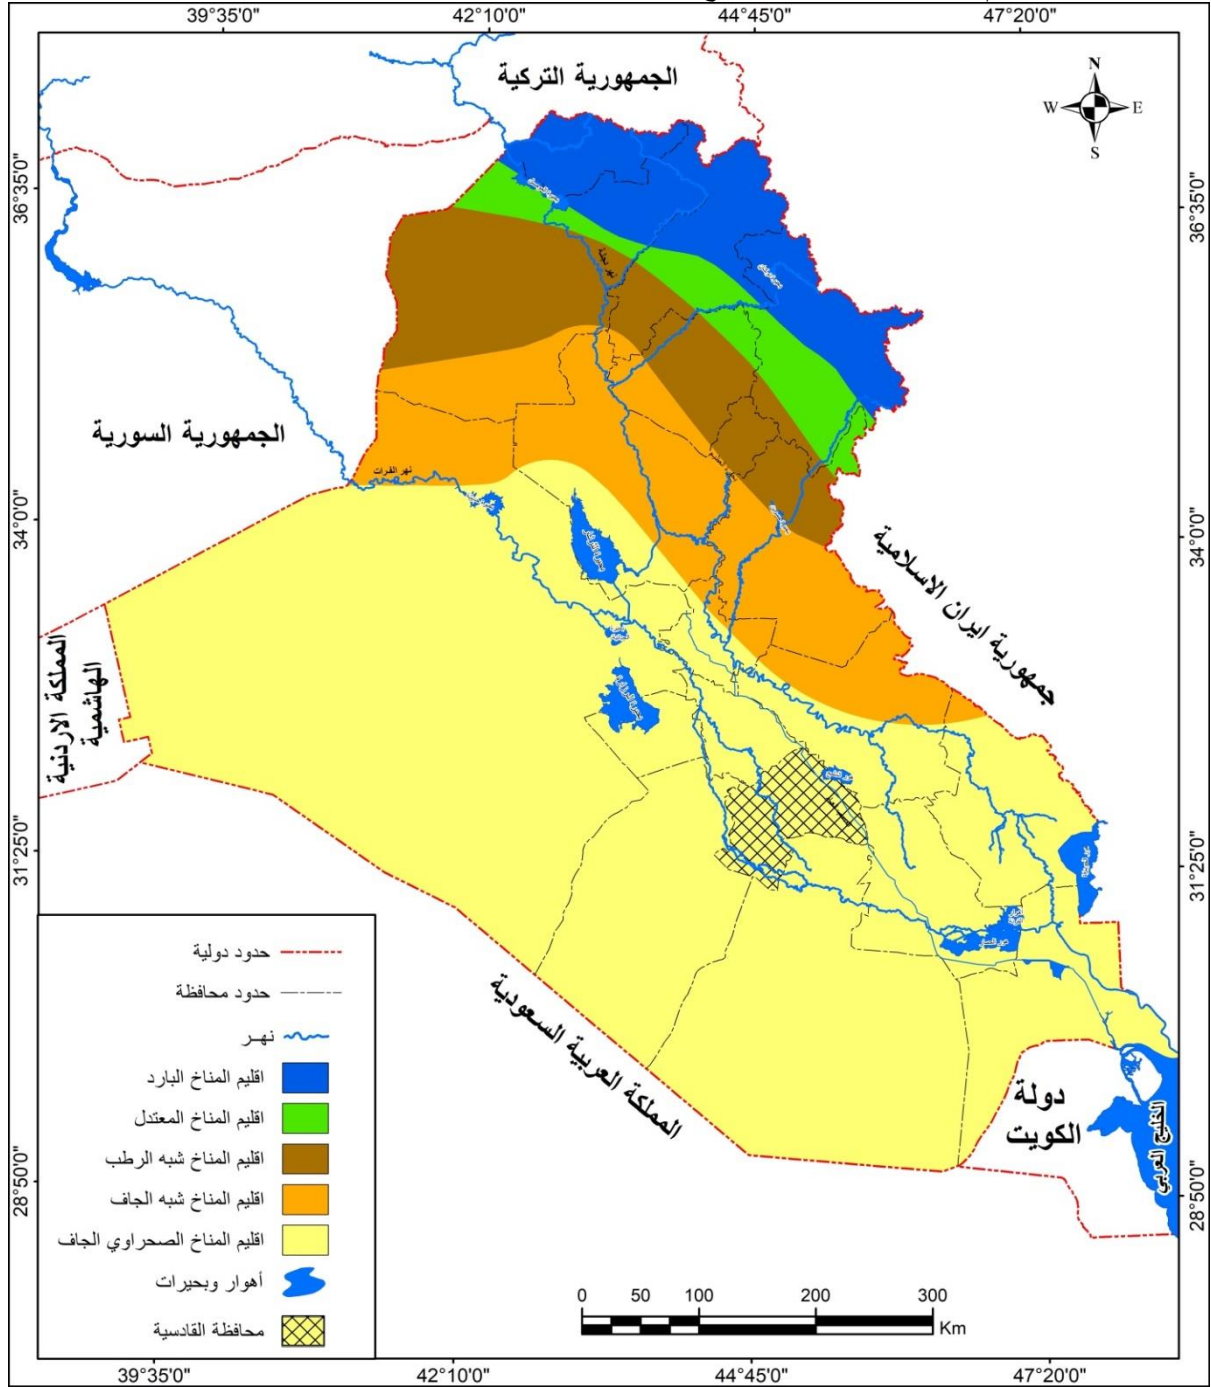 39°35'0" 42°10'0" 44°45'0" 47°20'0"
الجمهورية التركية
N
W E
S
36°35'0" 36°35'0"
نهر دجلة
الجمهورية السورية
نهر الفرات
34°0'0" 34°0'0"
جمهورية ايران الاسلامية
بحيرة الثرثار
المملكة الاردنية
الهاشمية
31°25'0" 31°25'0"
المملكة العربية السعودية
دولة
الكويت
الخليج العربي
حدود دولية
حدود محافظة
نهـر
اقليم المناخ البارد
اقليم المناخ المعتدل
اقليم المناخ شبه الرطب
اقليم المناخ شبه الجاف
اقليم المناخ الصحراوي الجاف
أهوار وبحيرات
محافظة القادسية
28°50'0" 28°50'0"
0 50 100 200 300
Km
39°35'0" 42°10'0" 44°45'0" 47°20'0"